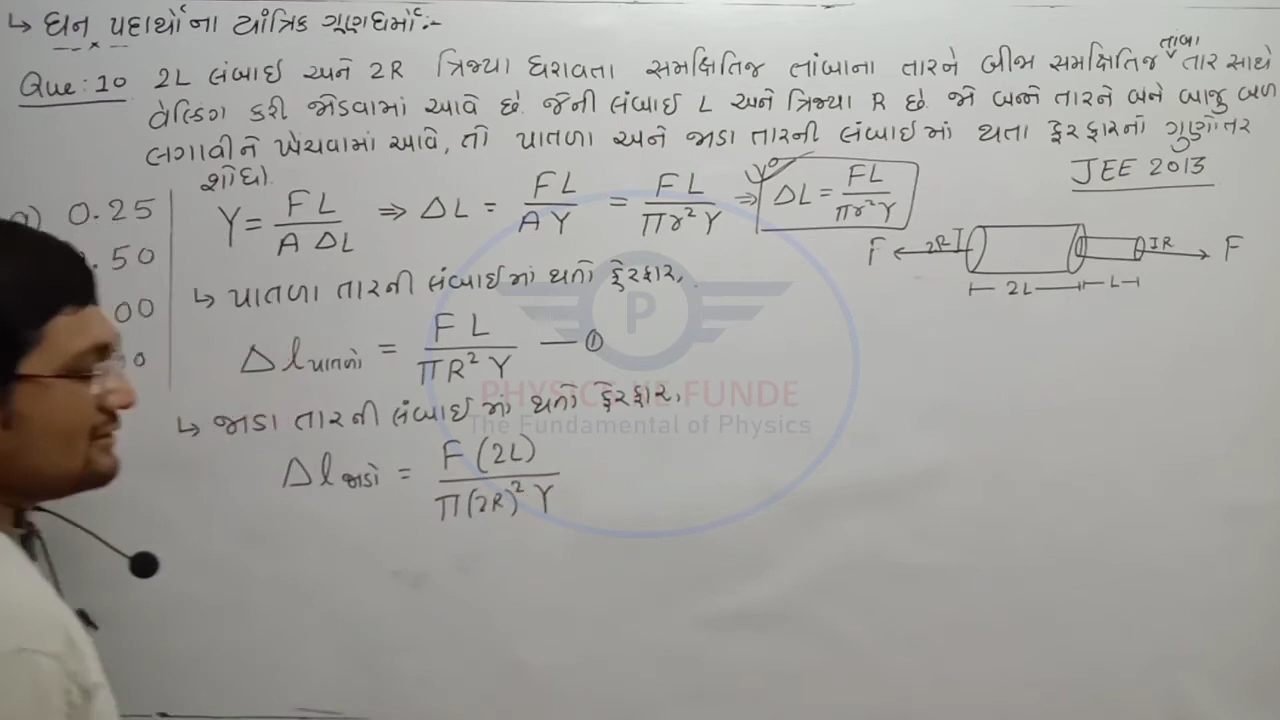 ↳ ઘન પદાર્થોના યાંત્રિક ગુણધર્મો:-
Que: 10 2L લંબાઈ અને 2R ત્રિજ્યા ધરાવતા સમક્ષિતિજ તાંબાના તારને બીજા સમક્ષિતિજ તાંબા તાર સાથે
વેલ્ડિંગ કરી જોડવામાં આવે છે. જેની લંબાઈ L અને ત્રિજ્યા R છે. જો બન્ને તારને બંને બાજુ બળ
લગાવીને ખેંચવામાં આવે, તો પાતળા અને જાડા તારની લંબાઈમાં થતા ફેરફારનો ગુણોત્તર
શોધો.
JEE 2013
) 0.25
.50
00
0
Y = FL / A ΔL ⇒ ΔL = FL / AY = FL / πr²Y ⇒ ΔL = FL / πr²Y
F 2R R F
2L L
↳ પાતળા તારની લંબાઈમાં થતો ફેરફાર,
Δl પાતળો = FL / πR²Y — ①
↳ જાડા તારની લંબાઈમાં થતો ફેરફાર,
Δl જાડો = F(2L) / π(2R)²Y
P
PHYSICS KE FUNDE
The Fundamental of Physics